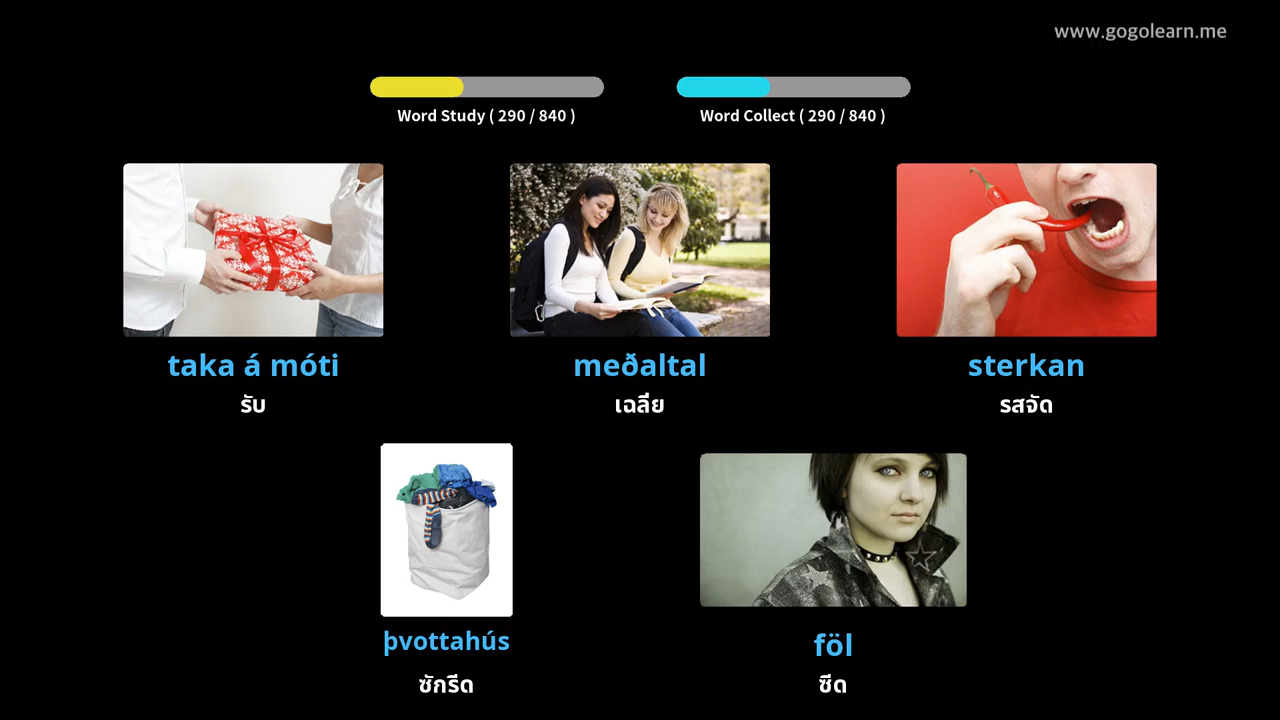 www.gogolearn.me
Word Study ( 290 / 840 )
Word Collect ( 290 / 840 )
taka á móti
รับ
meðaltal
เฉลี่ย
sterkan
รสจัด
þvottahús
ซักรีด
föl
ซีด